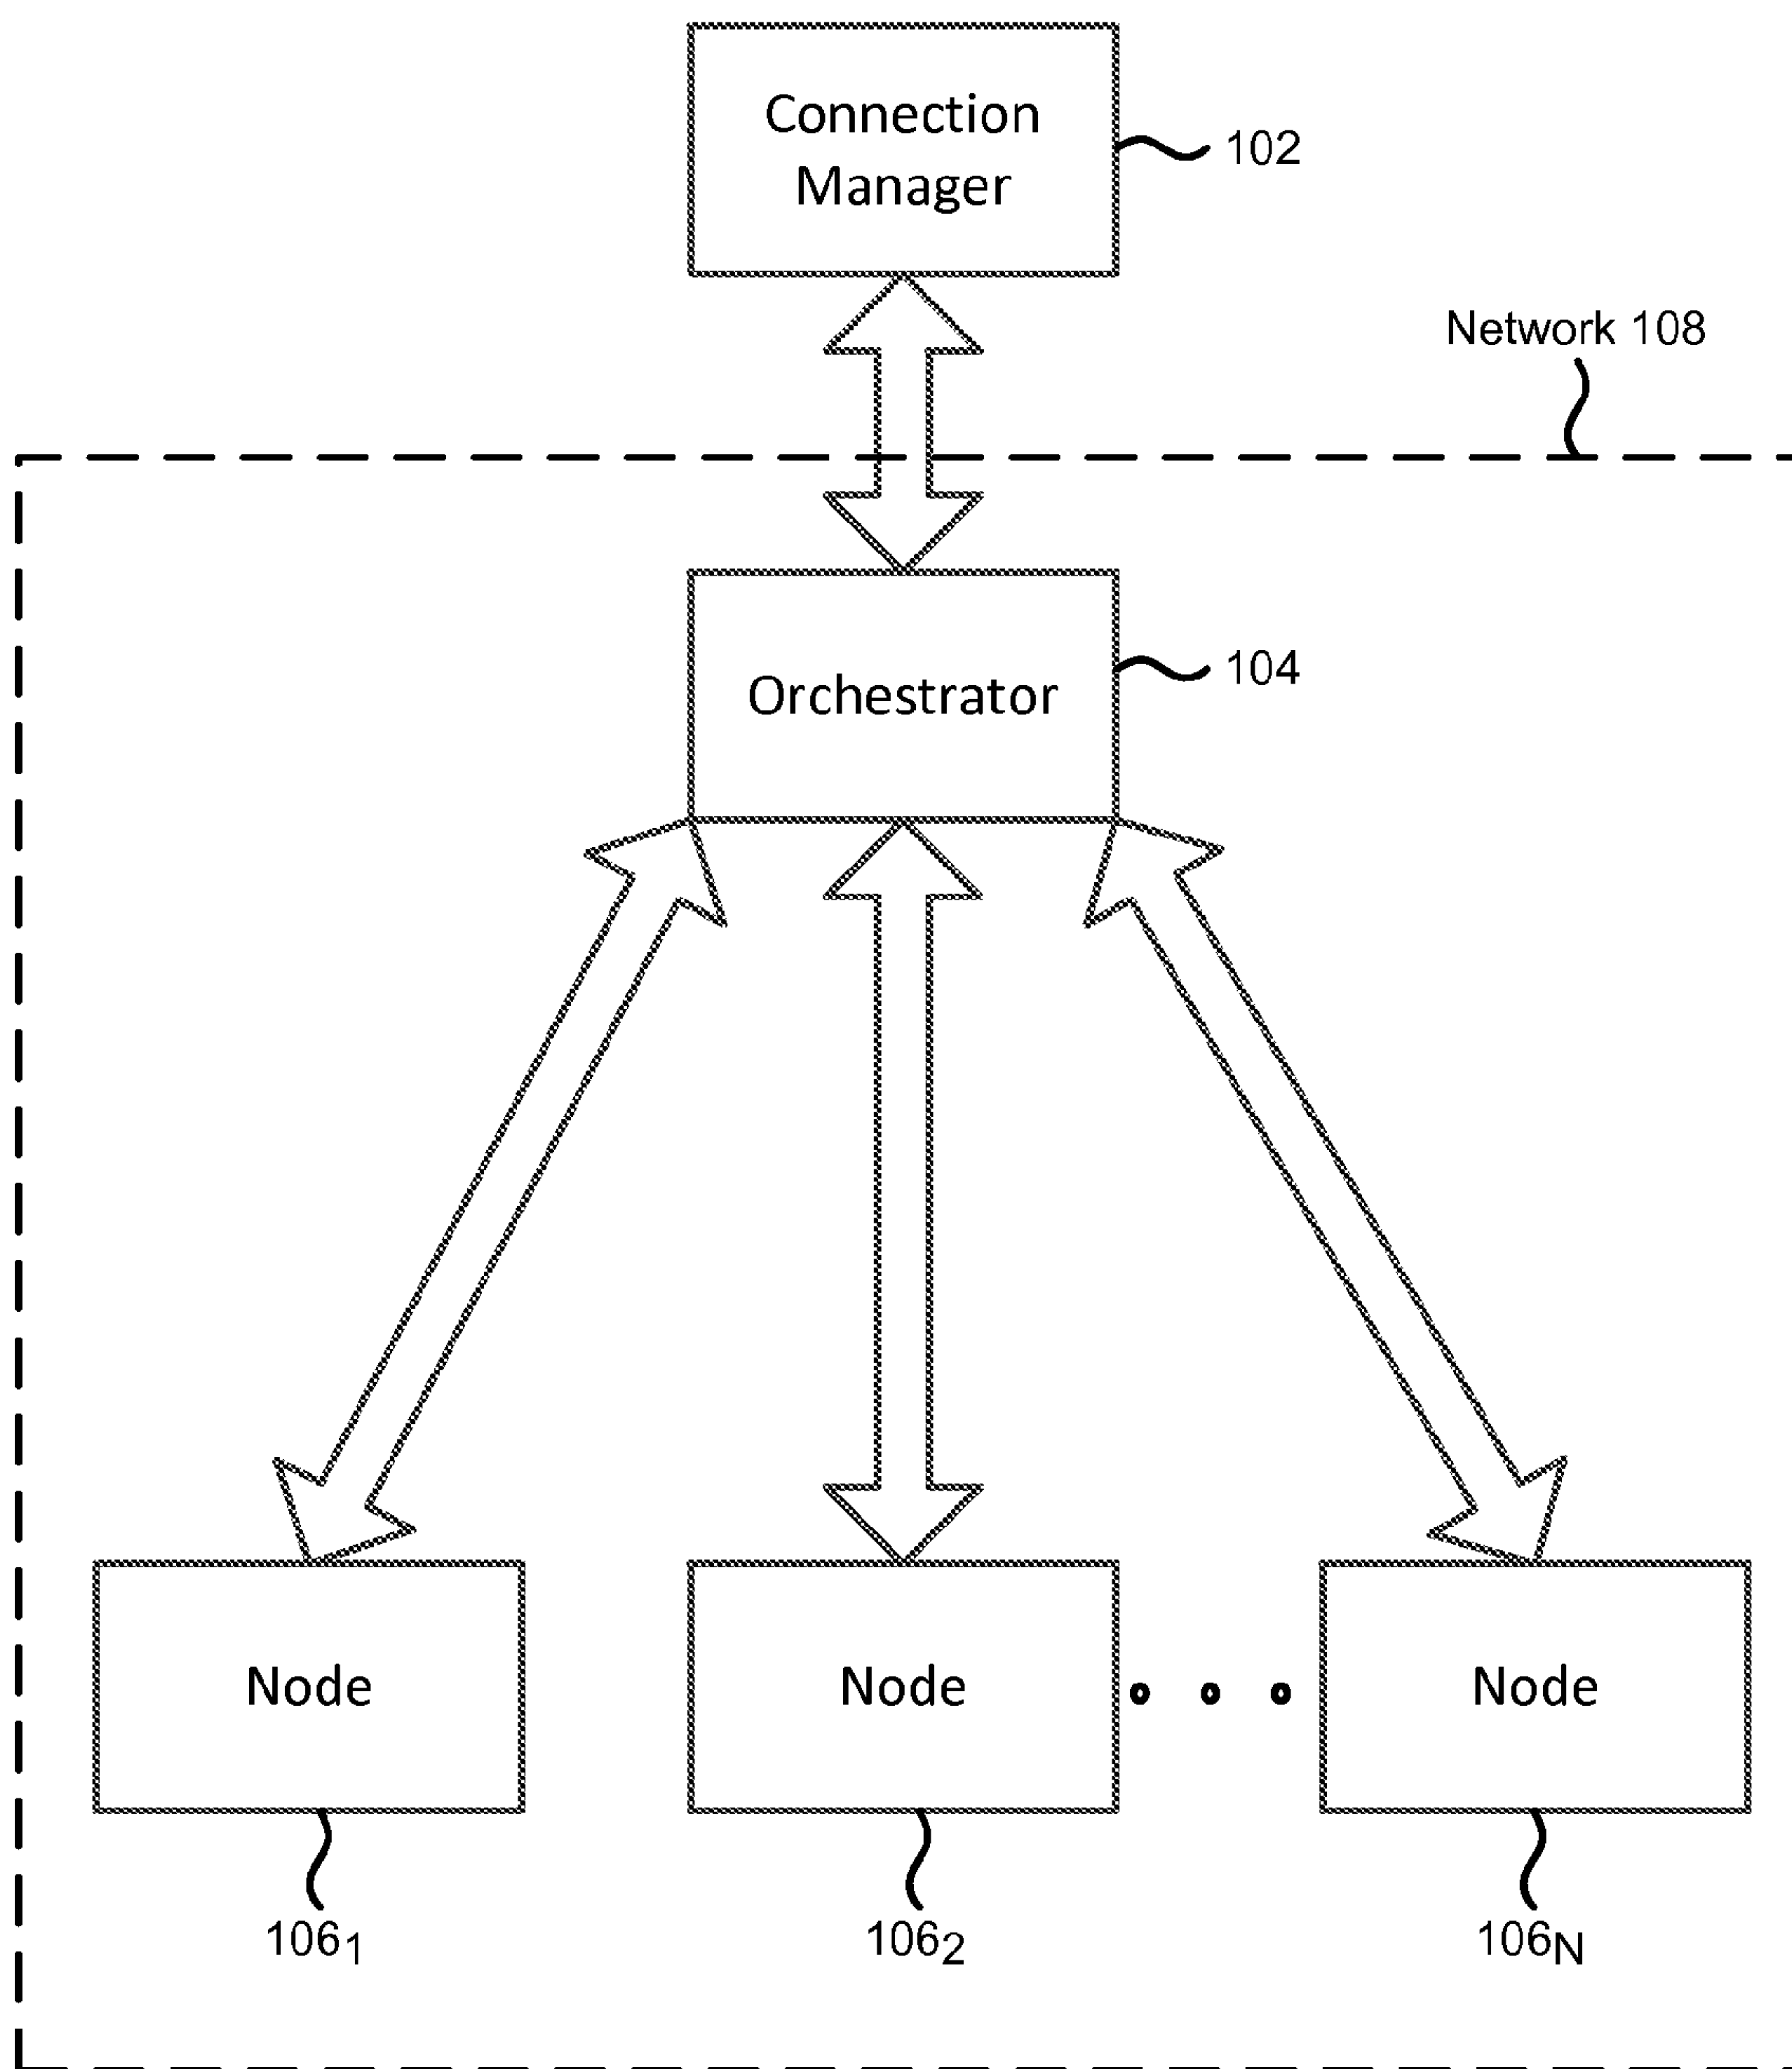 Connection
Manager
102
Network 108
Orchestrator
104
Node
Node
Node
106₁
106₂
106N